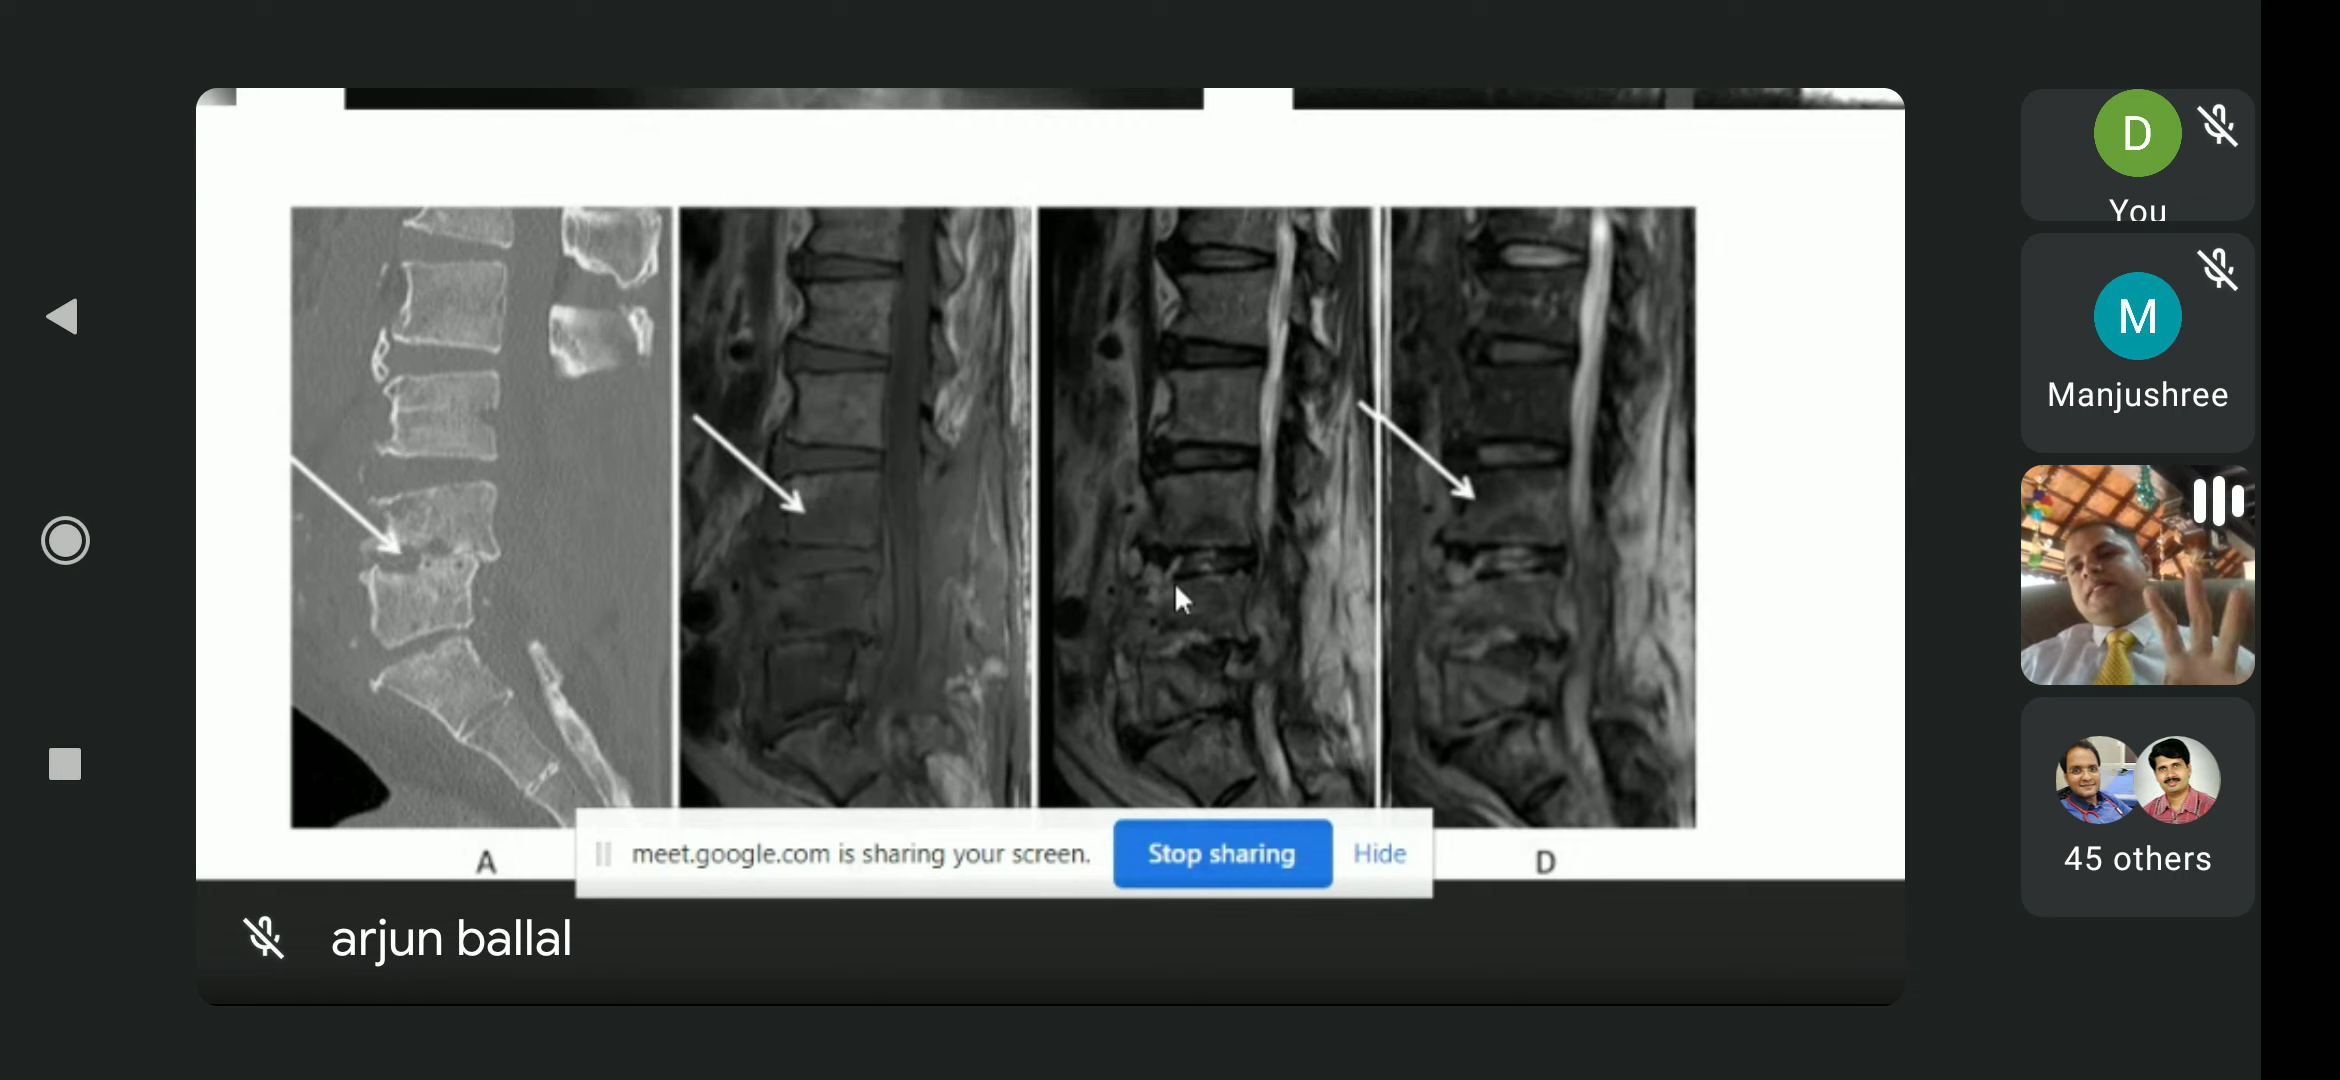 D
You
M
Manjushree
45 others
A
D
meet.google.com is sharing your screen.
Stop sharing
Hide
arjun ballal